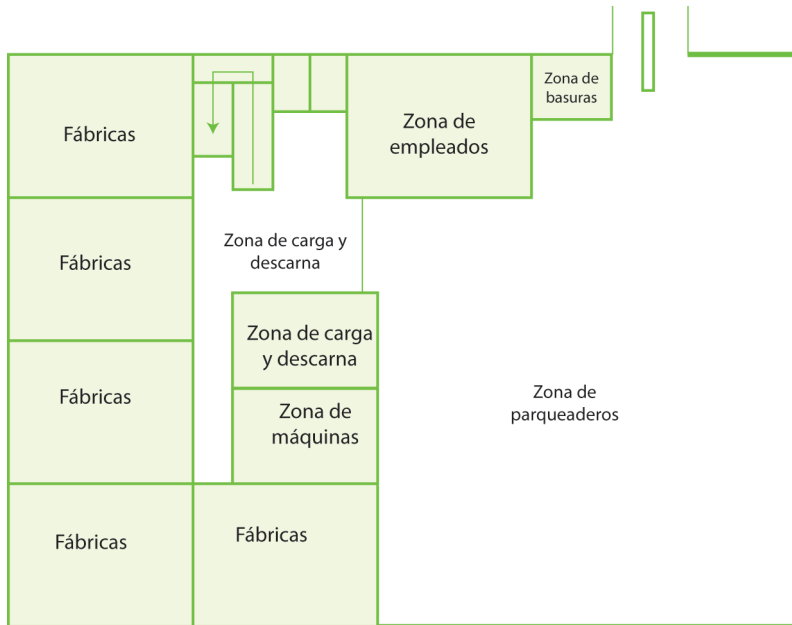 Zona de
basuras
Fábricas
Zona de
empleados
Zona de carga y
descarna
Fábricas
Zona de carga
y descarna
Fábricas
Zona de
parqueaderos
Zona de
máquinas
Fábricas
Fábricas